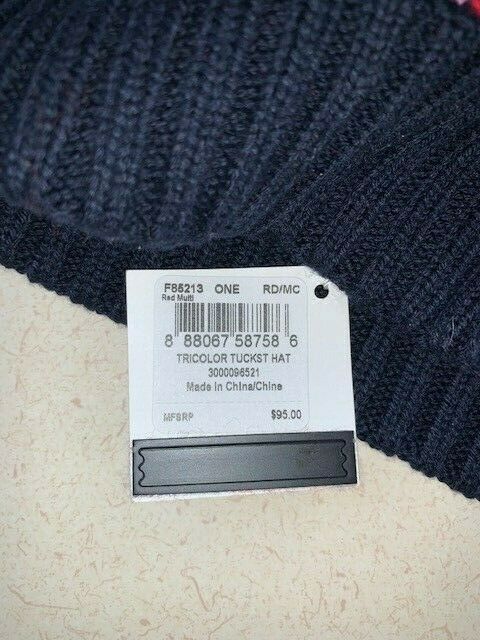 F85213 ONE RD/MC
Red Multi
8 88067 58758 6
TRICOLOR TUCKST HAT
3000096521
Made in China/Chine
MFSRP $95.00